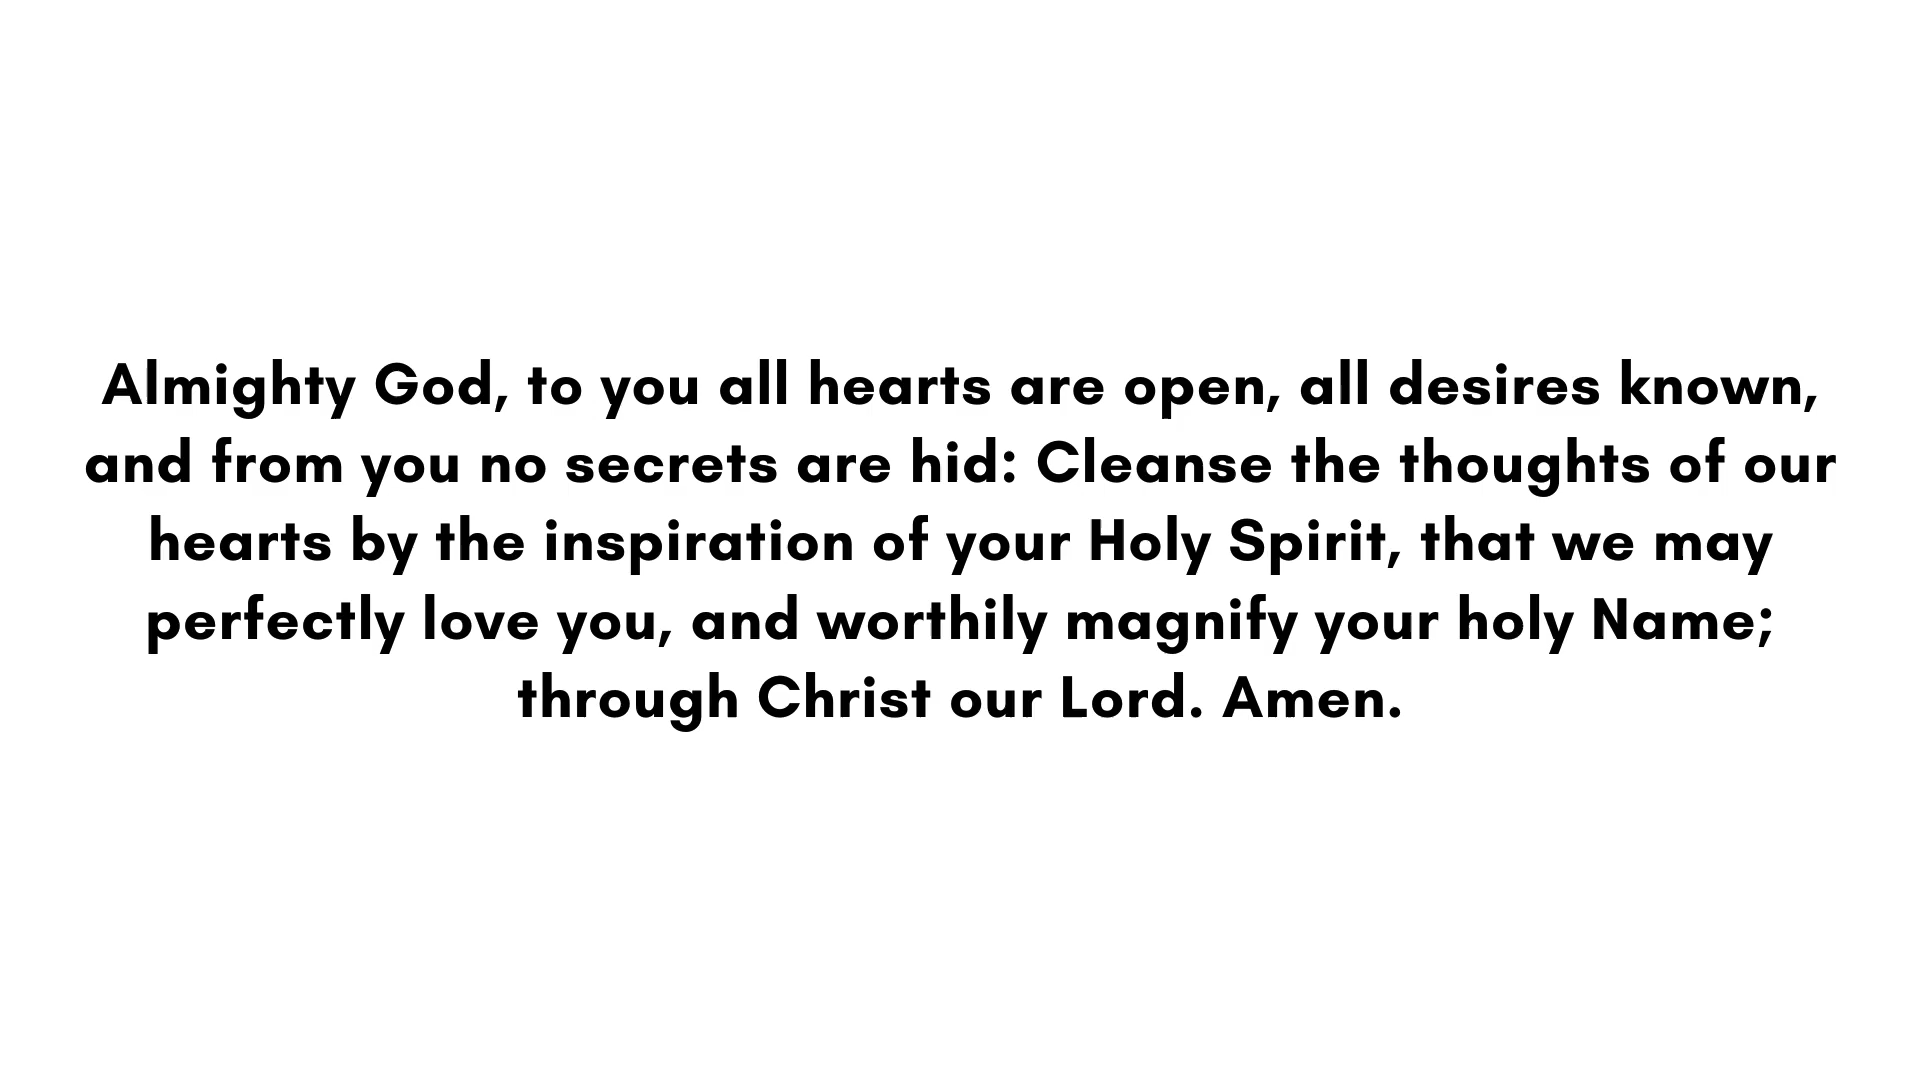 Almighty God, to you all hearts are open, all desires known,
and from you no secrets are hid: Cleanse the thoughts of our
hearts by the inspiration of your Holy Spirit, that we may
perfectly love you, and worthily magnify your holy Name;
through Christ our Lord. Amen.